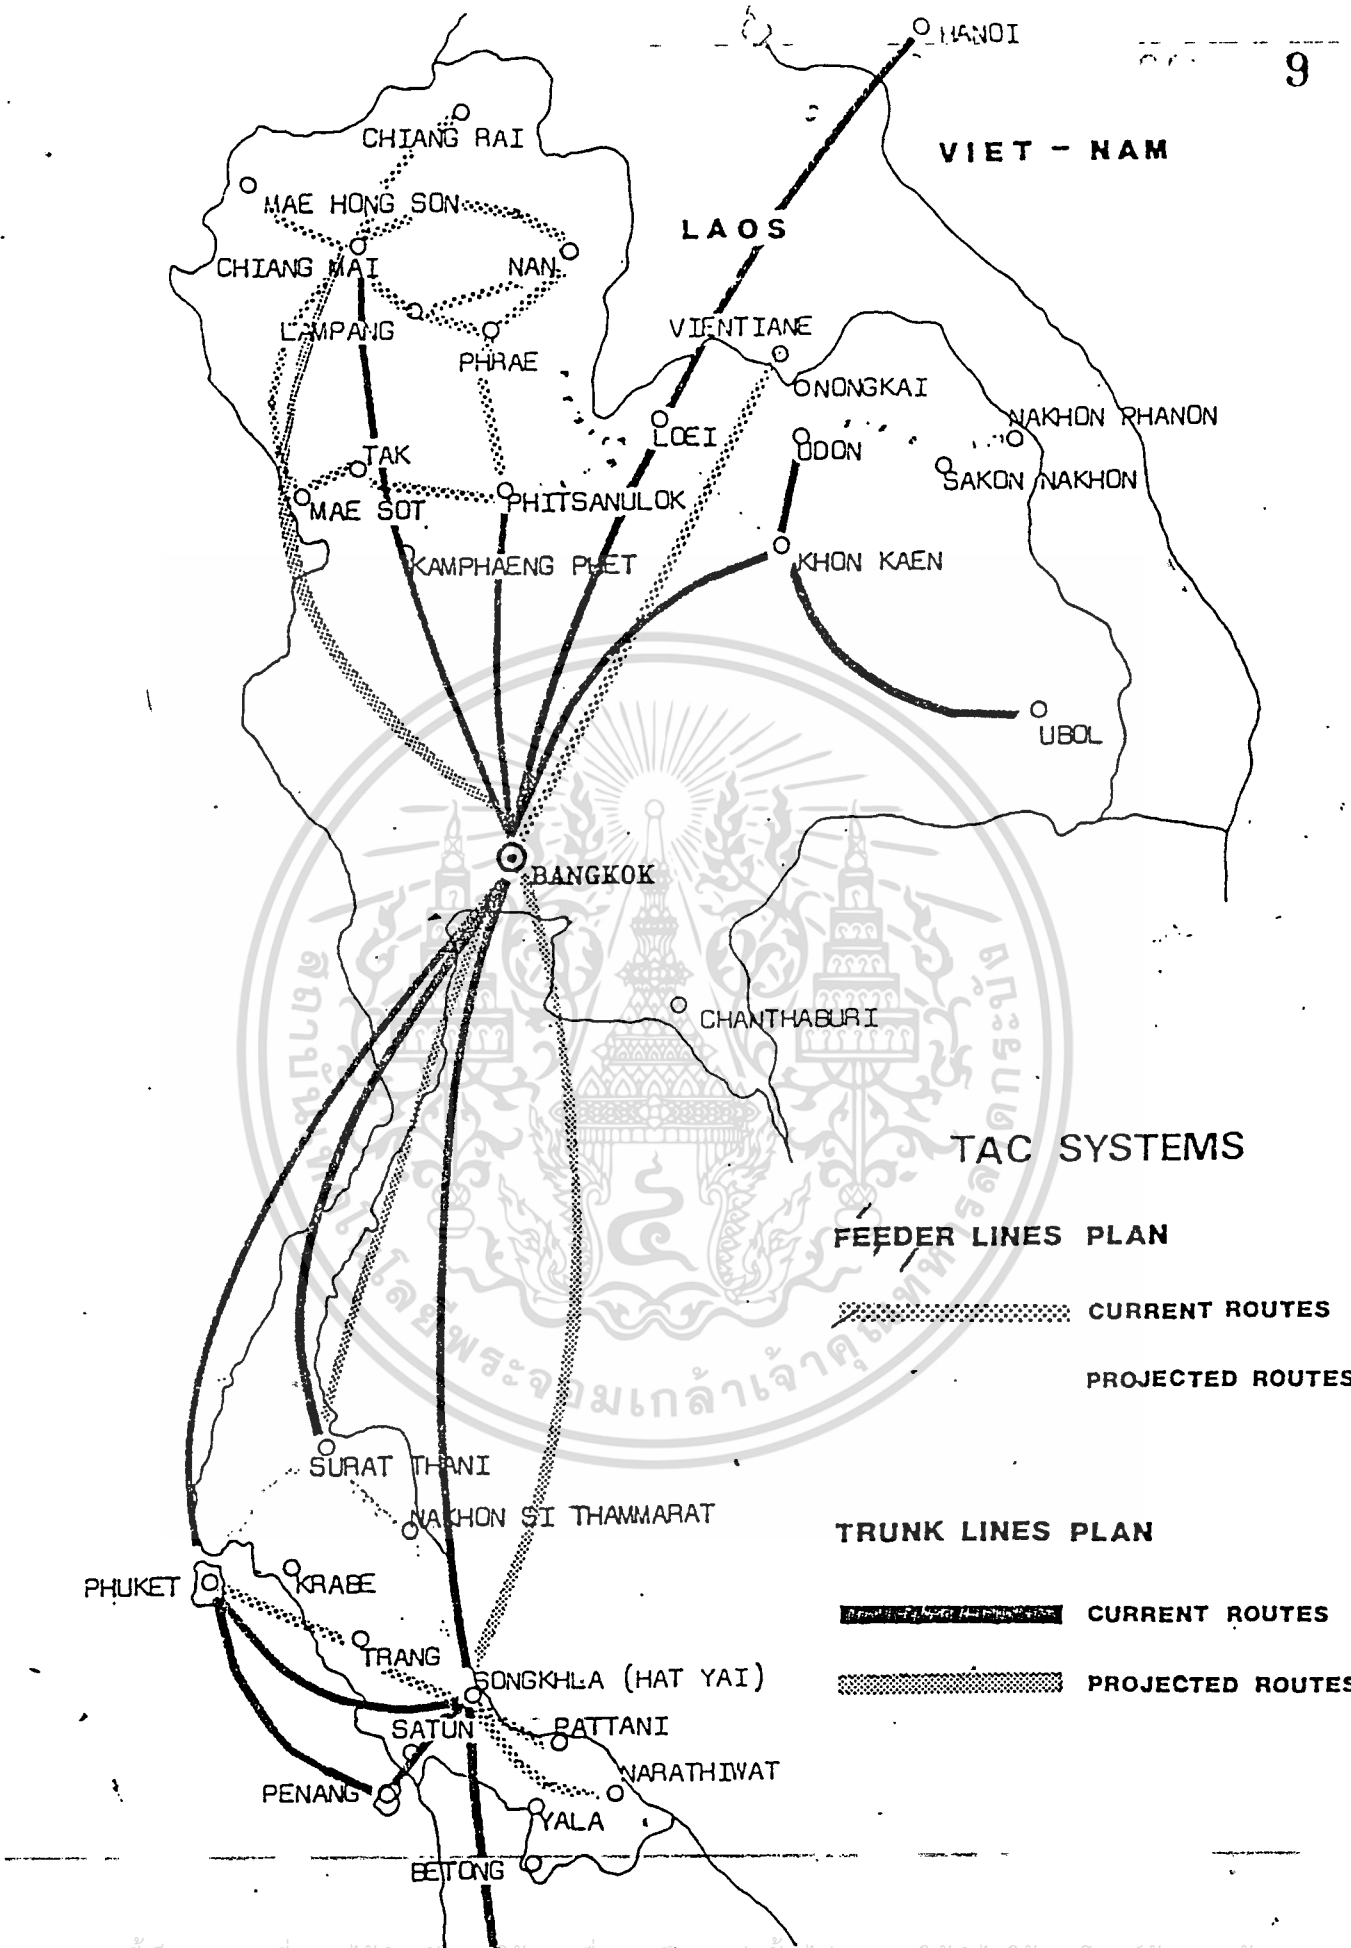 HANOI
9
CHIANG RAI
VIET - NAM
MAE HONG SON
LAOS
CHIANG MAI
NAN
LAMPANG
VIENTIANE
PHRAE
NONGKAI
NAKHON PHANON
LOEI
UDON
TAK
SAKON NAKHON
MAE SOT
PHITSANULOK
KAMPHAENG PHET
KHON KAEN
UBOL
BANGKOK
CHANTHABURI
TAC SYSTEMS
FEEDER LINES PLAN
CURRENT ROUTES
PROJECTED ROUTES
SURAT THANI
NAKHON SI THAMMARAT
TRUNK LINES PLAN
PHUKET
KRABE
CURRENT ROUTES
TRANG
SONGKHLA (HAT YAI)
PROJECTED ROUTES
SATUN
PATTANI
NARATHIWAT
PENANG
YALA
BETONG